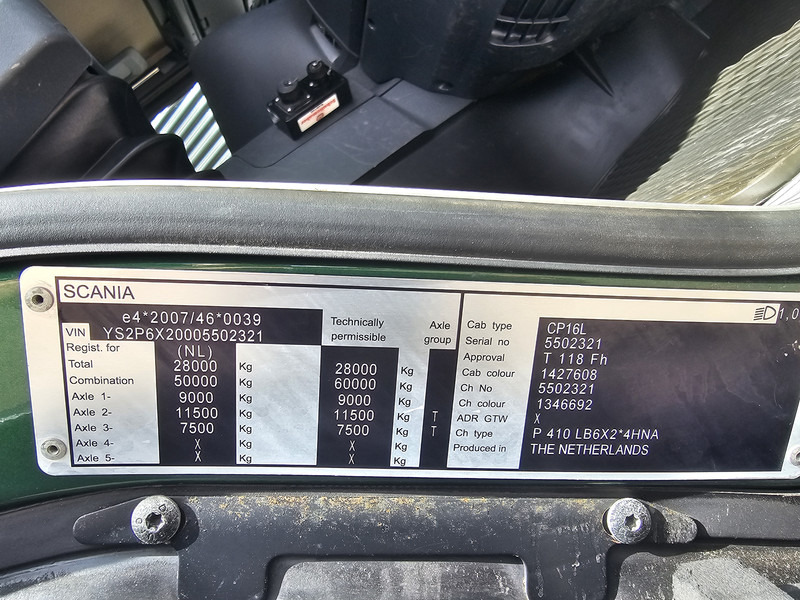 SCANIA
e4*2007/46*0039
VIN YS2P6X20005502321
Regist. for (NL) Technically permissible Axle group
Total 28000 Kg 28000 Kg
Combination 50000 Kg 60000 Kg
Axle 1- 9000 Kg 9000 Kg
Axle 2- 11500 Kg 11500 Kg T
Axle 3- 7500 Kg 7500 Kg T
Axle 4- X Kg X Kg
Axle 5- X Kg X Kg
1.0
Cab type CP16L
Serial no 5502321
Approval T 118 Fh
Cab colour 1427608
Ch No 5502321
Ch colour 1346692
ADR GTW X
Ch type P 410 LB6X2*4HNA
Produced in THE NETHERLANDS